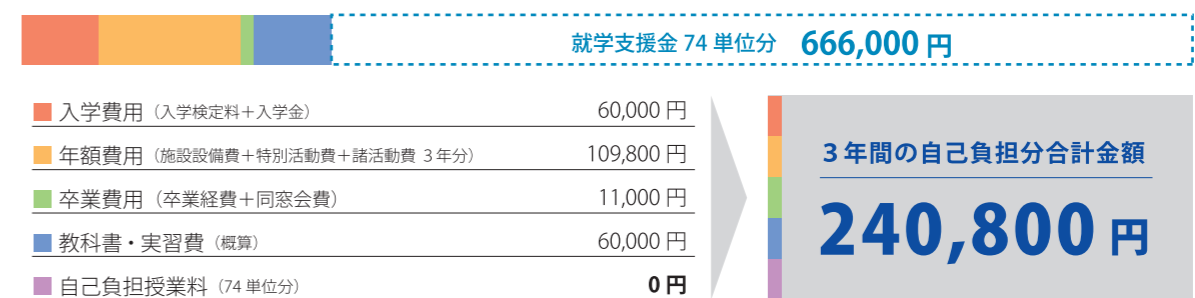 就学支援金 74 単位分 666,000 円
入学費用（入学検定料＋入学金） 60,000 円
年額費用（施設設備費＋特別活動費＋諸活動費 3 年分） 109,800 円
卒業費用（卒業経費＋同窓会費） 11,000 円
教科書・実習費（概算） 60,000 円
自己負担授業料（74 単位分） 0 円
3 年間の自己負担分合計金額
240,800 円